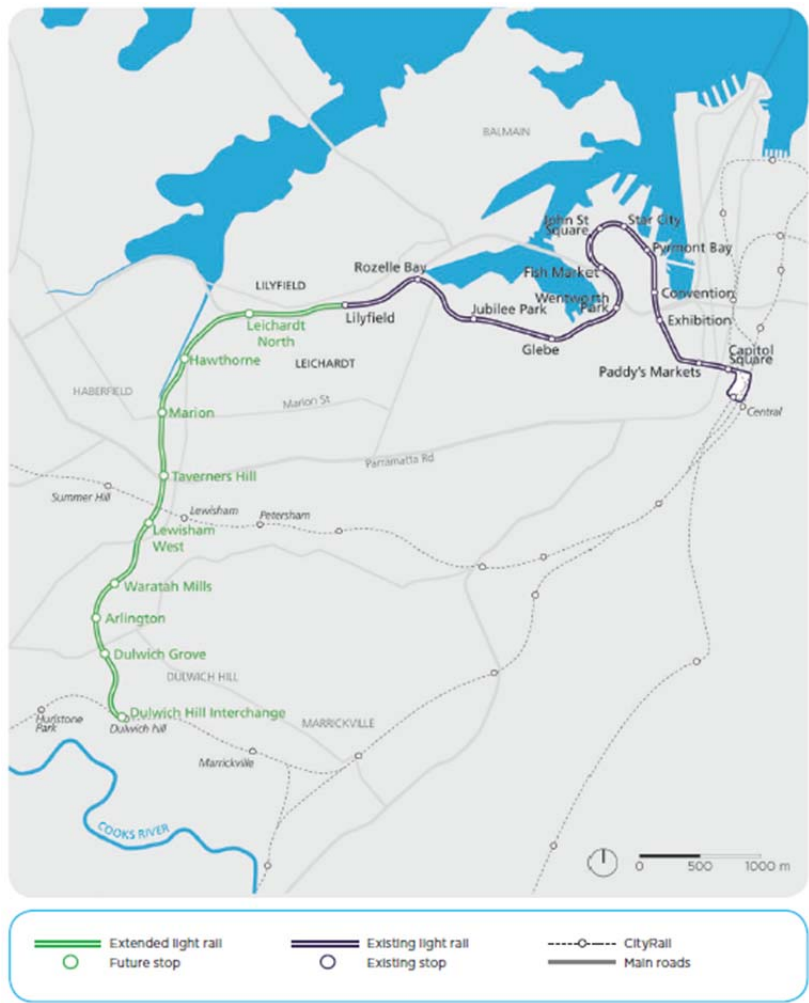 BALMAIN
John St
Square
Star City
Pyrmont Bay
Rozelle Bay
Fish Market
LILYFIELD
Wentworth
Park
Convention
Lilyfield
Jubilee Park
Exhibition
Leichardt
North
Glebe
Capitol
Square
Hawthorne
LEICHARDT
Paddy's Markets
HABERFIELD
Marion St
Central
Marion
Parramatta Rd
Taverners Hill
Summer Hill
Lewisham
Petersham
Lewisham
West
Waratah Mills
Arlington
Dulwich Grove
DULWICH HILL
Dulwich Hill Interchange
Hurlstone
Park
Dulwich hill
MARRICKVILLE
Marrickville
COOKS RIVER
0 500 1000 m
Extended light rail
Existing light rail
CityRail
Future stop
Existing stop
Main roads